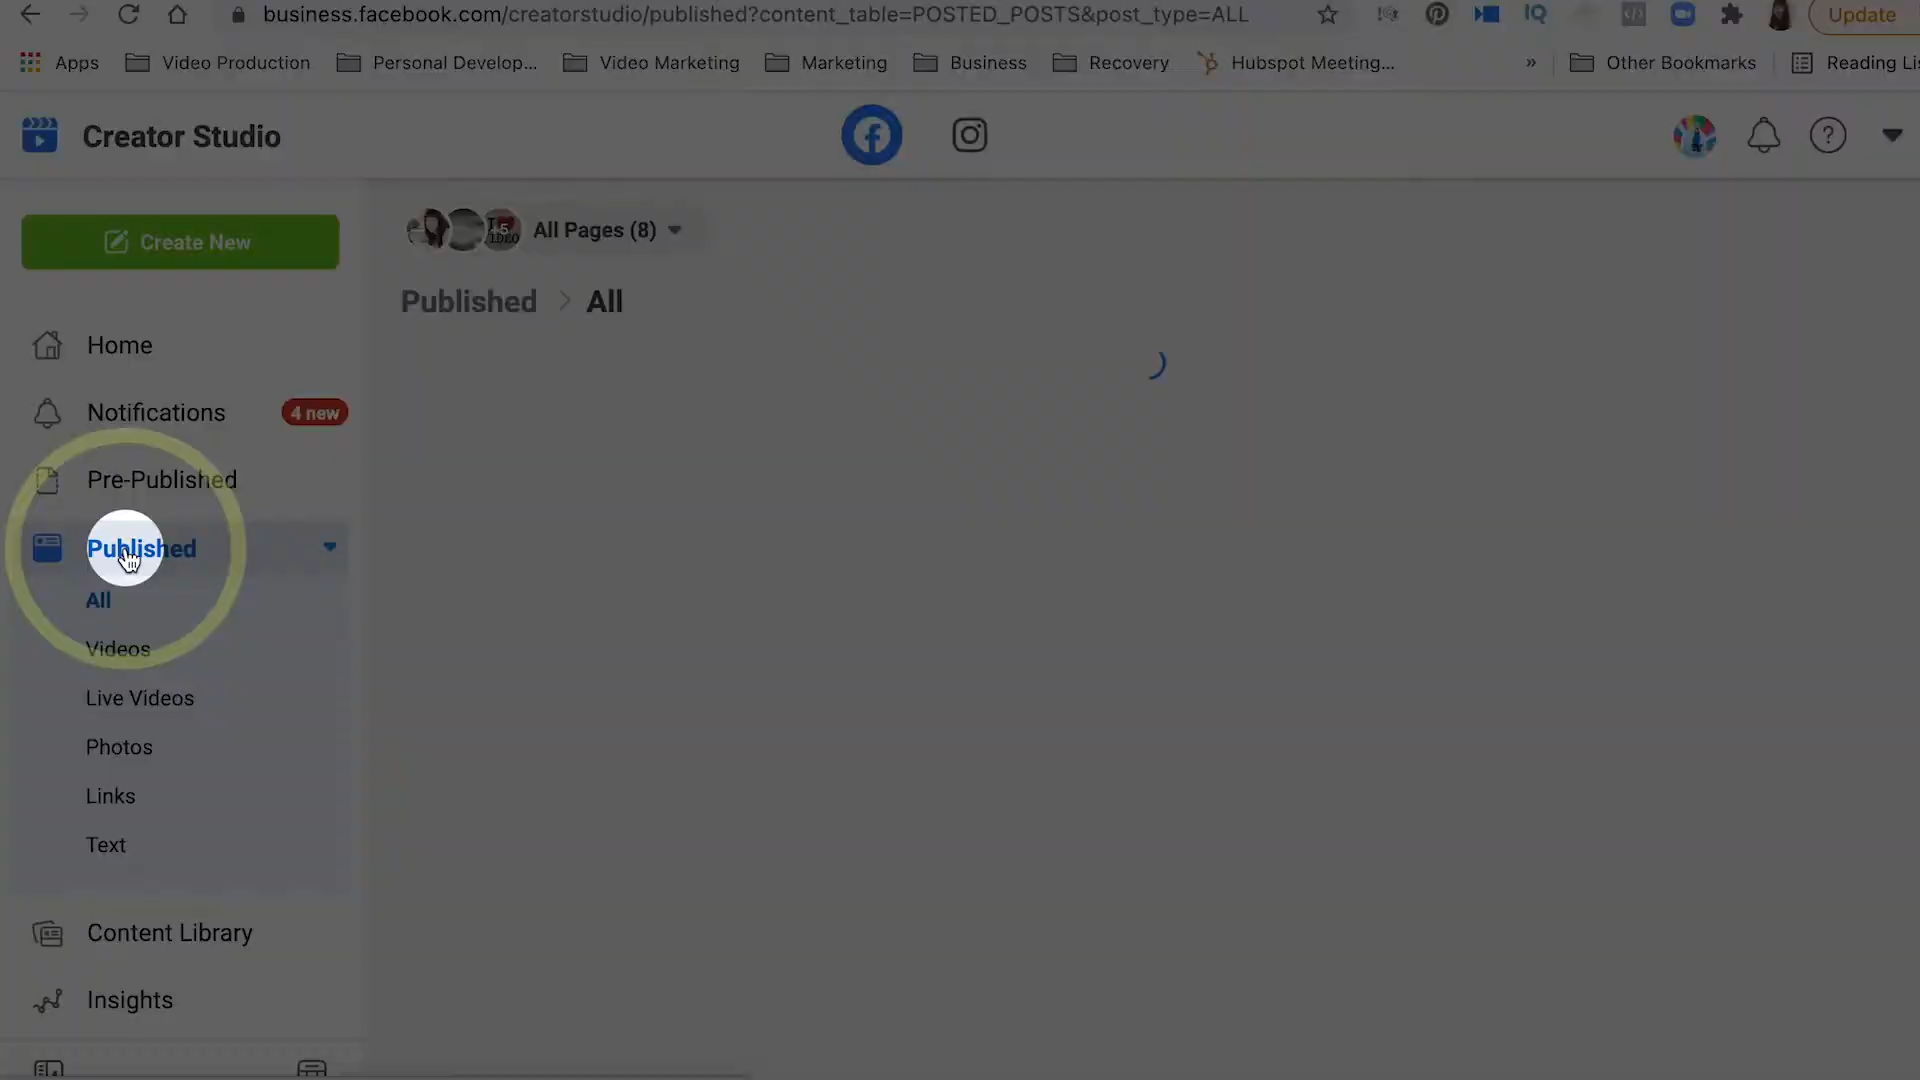 business.facebook.com/creatorstudio/published?content_table=POSTED_POSTS&post_type=ALL
IQ
Update
Apps
Video Production
Personal Develop...
Video Marketing
Marketing
Business
Recovery
Hubspot Meeting...
»
Other Bookmarks
Reading Lis
Creator Studio
Create New
All Pages (8)
Published > All
Home
Notifications
4 new
Pre-Published
Published
All
Videos
Live Videos
Photos
Links
Text
Content Library
Insights